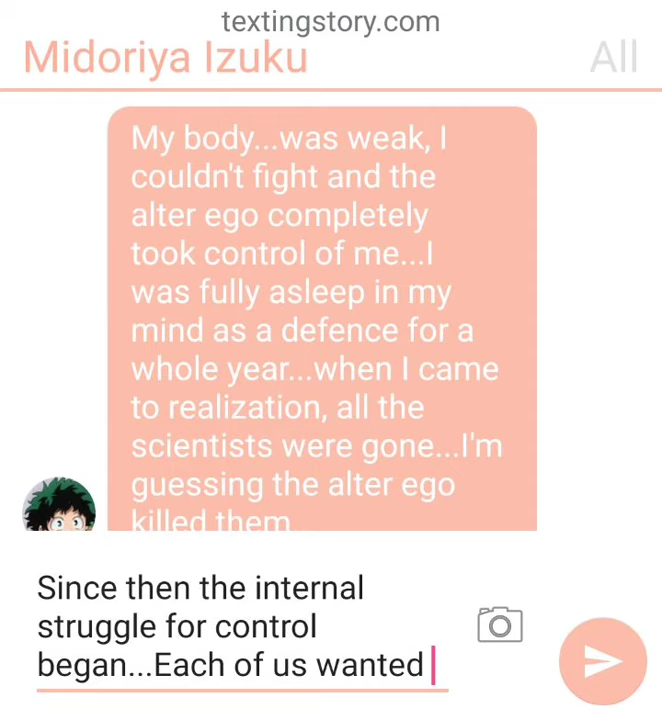 textingstory.com
Midoriya Izuku
All
My body...was weak, I
couldn't fight and the
alter ego completely
took control of me...I
was fully asleep in my
mind as a defence for a
whole year...when I came
to realization, all the
scientists were gone...I'm
guessing the alter ego
killed them
Since then the internal
struggle for control
began...Each of us wanted